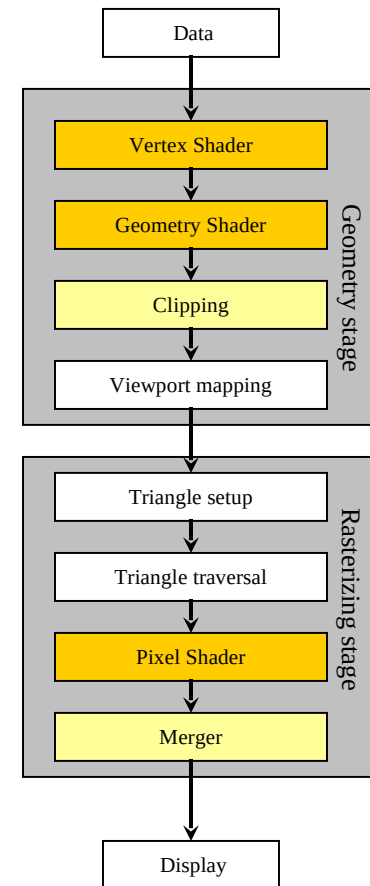 Data
Vertex Shader
Geometry Shader
Clipping
Viewport mapping
Geometry stage
Triangle setup
Triangle traversal
Pixel Shader
Merger
Rasterizing stage
Display